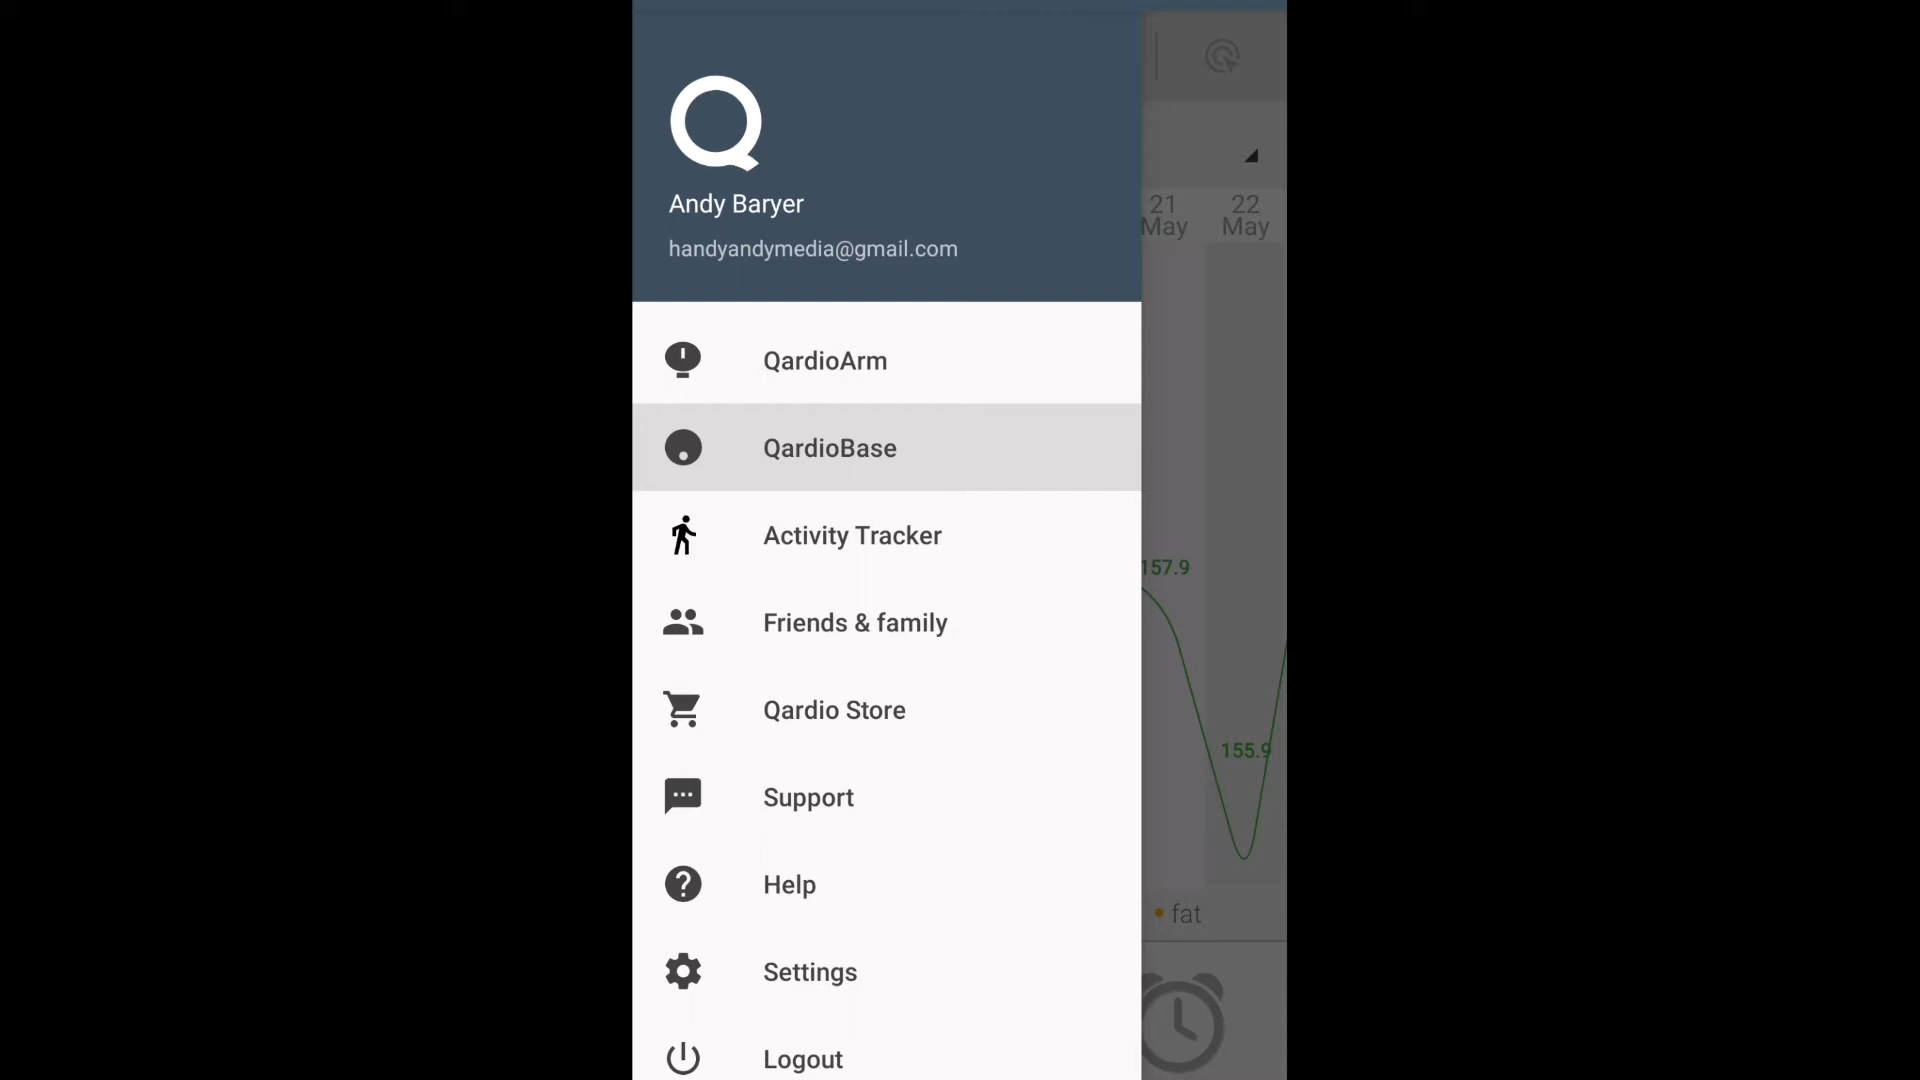 Andy Baryer
handyandymedia@gmail.com
QardioArm
QardioBase
Activity Tracker
Friends & family
Qardio Store
Support
Help
Settings
Logout
21 22
May May
157.9
155.9
fat